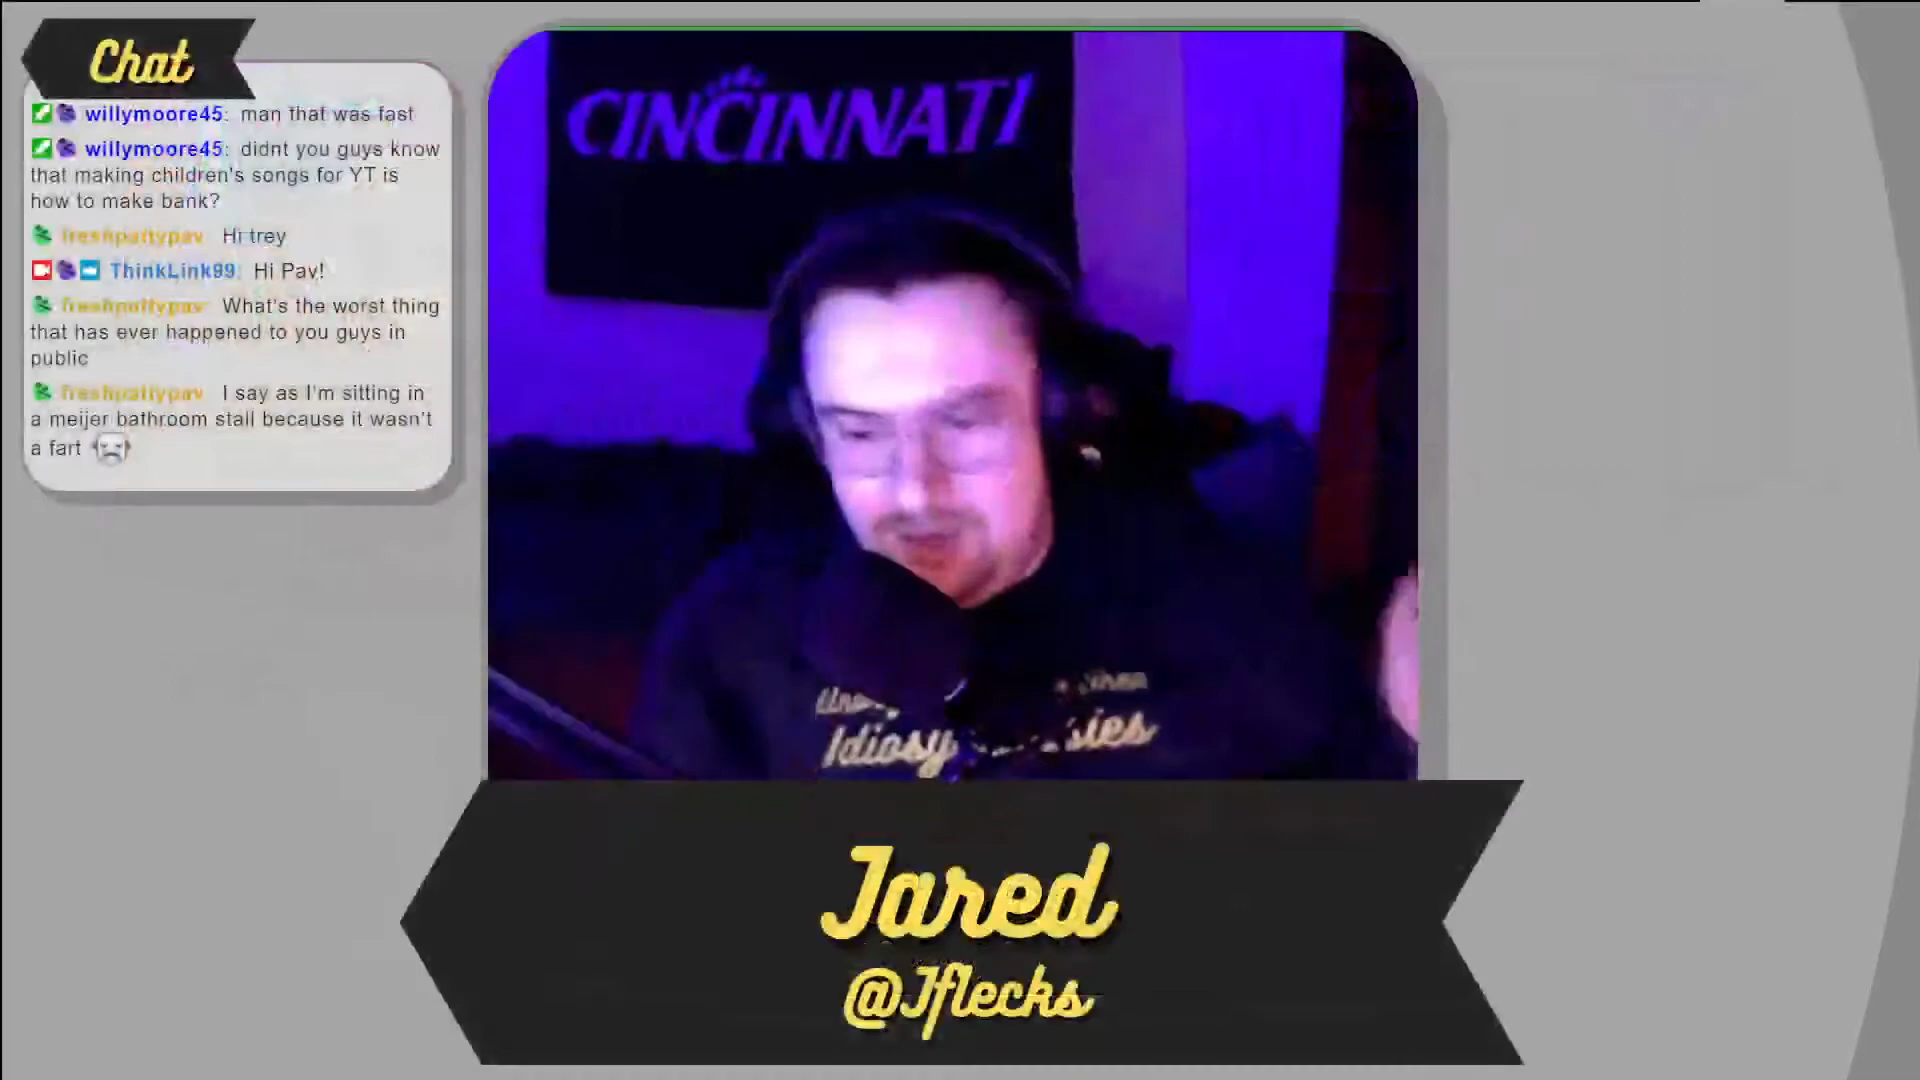 Chat
willymoore45: man that was fast
willymoore45: didnt you guys know
that making children's songs for YT is
how to make bank?
freshpattypav: Hi trey
ThinkLink99: Hi Pav!
freshpattypav: What's the worst thing
that has ever happened to you guys in
public
freshpattypav: I say as I'm sitting in
a meijer bathroom stall because it wasn't
a fart
CINCINNATI
Jared
@Jflecks